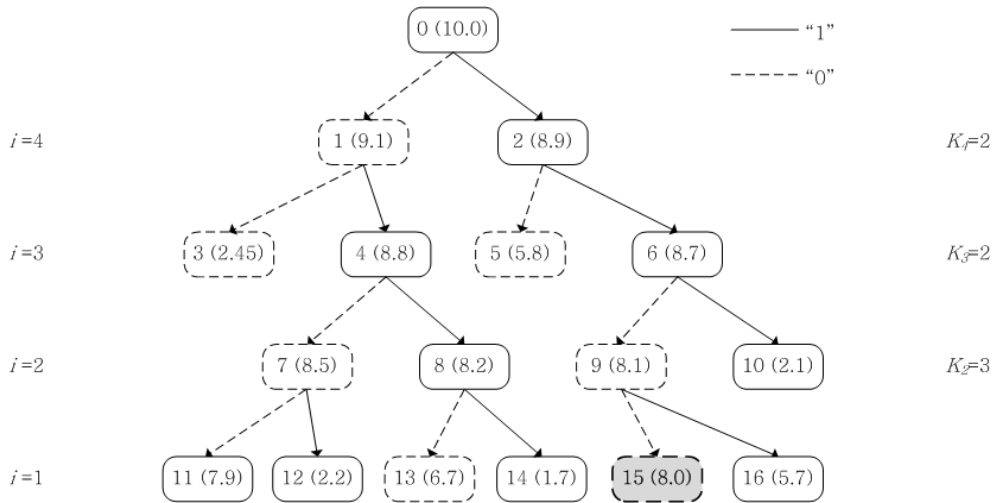 0 (10.0)
“1”
“0”
i=4
1 (9.1)
2 (8.9)
K4=2
i=3
3 (2.45)
4 (8.8)
5 (5.8)
6 (8.7)
K3=2
i=2
7 (8.5)
8 (8.2)
9 (8.1)
10 (2.1)
K2=3
i=1
11 (7.9)
12 (2.2)
13 (6.7)
14 (1.7)
15 (8.0)
16 (5.7)